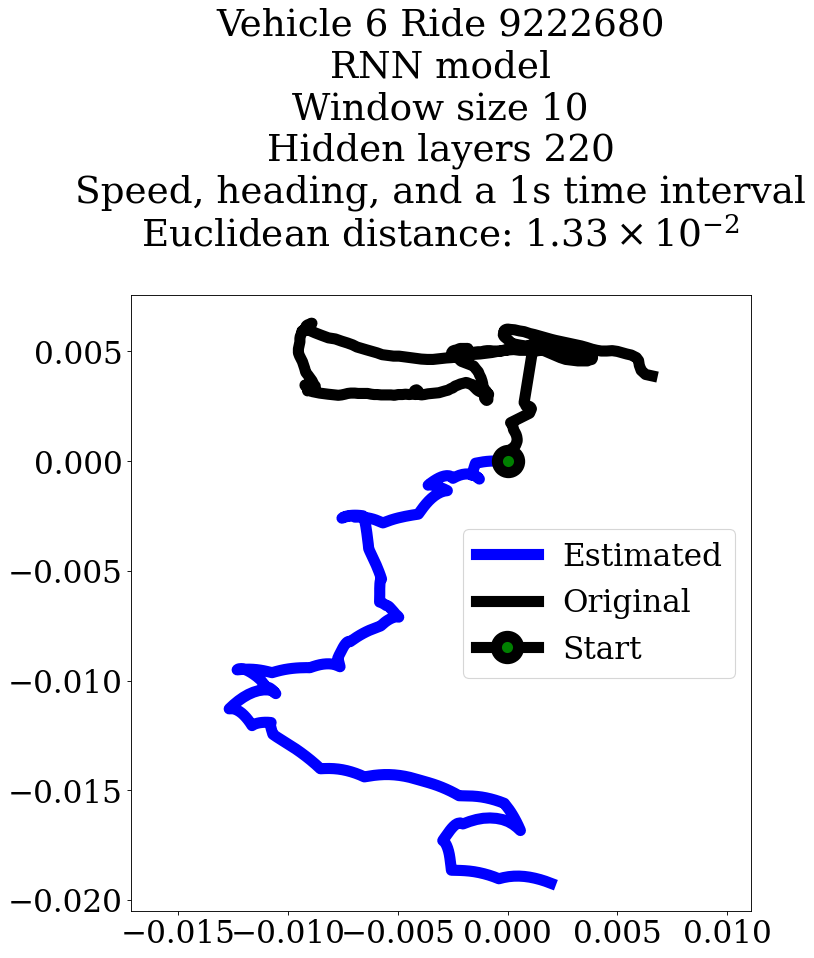 Vehicle 6 Ride 9222680
RNN model
Window size 10
Hidden layers 220
Speed, heading, and a 1s time interval
Euclidean distance: 1.33 × 10⁻²
0.005
0.000
−0.005
−0.010
−0.015
−0.020
Estimated
Original
Start
−0.015 −0.010 −0.005 0.000 0.005 0.010